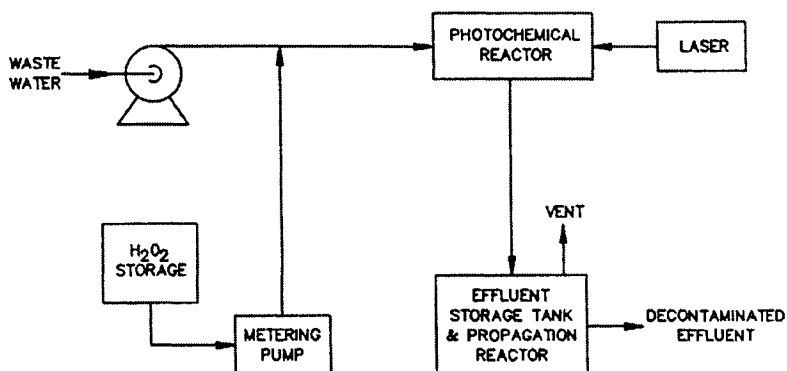 WASTE
WATER
PHOTOCHEMICAL
REACTOR
LASER
H2O2
STORAGE
METERING
PUMP
VENT
EFFLUENT
STORAGE TANK
& PROPAGATION
REACTOR
DECONTAMINATED
EFFLUENT